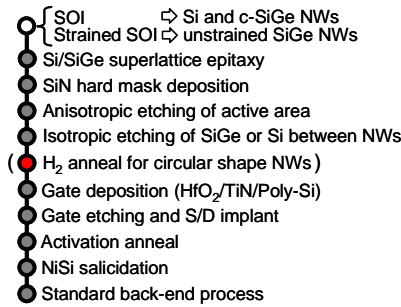 SOI ⇨ Si and c-SiGe NWs
Strained SOI ⇨ unstrained SiGe NWs
Si/SiGe superlattice epitaxy
SiN hard mask deposition
Anisotropic etching of active area
Isotropic etching of SiGe or Si between NWs
( H₂ anneal for circular shape NWs )
Gate deposition (HfO₂/TiN/Poly-Si)
Gate etching and S/D implant
Activation anneal
NiSi salicidation
Standard back-end process